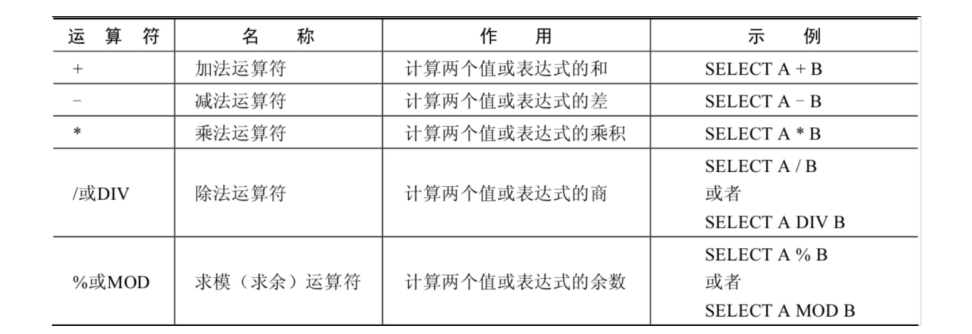 运 算 符 名 称 作 用 示 例
+ 加法运算符 计算两个值或表达式的和 SELECT A + B
- 减法运算符 计算两个值或表达式的差 SELECT A - B
* 乘法运算符 计算两个值或表达式的乘积 SELECT A * B
/或DIV 除法运算符 计算两个值或表达式的商 SELECT A / B
或者
SELECT A DIV B
%或MOD 求模（求余）运算符 计算两个值或表达式的余数 SELECT A % B
或者
SELECT A MOD B